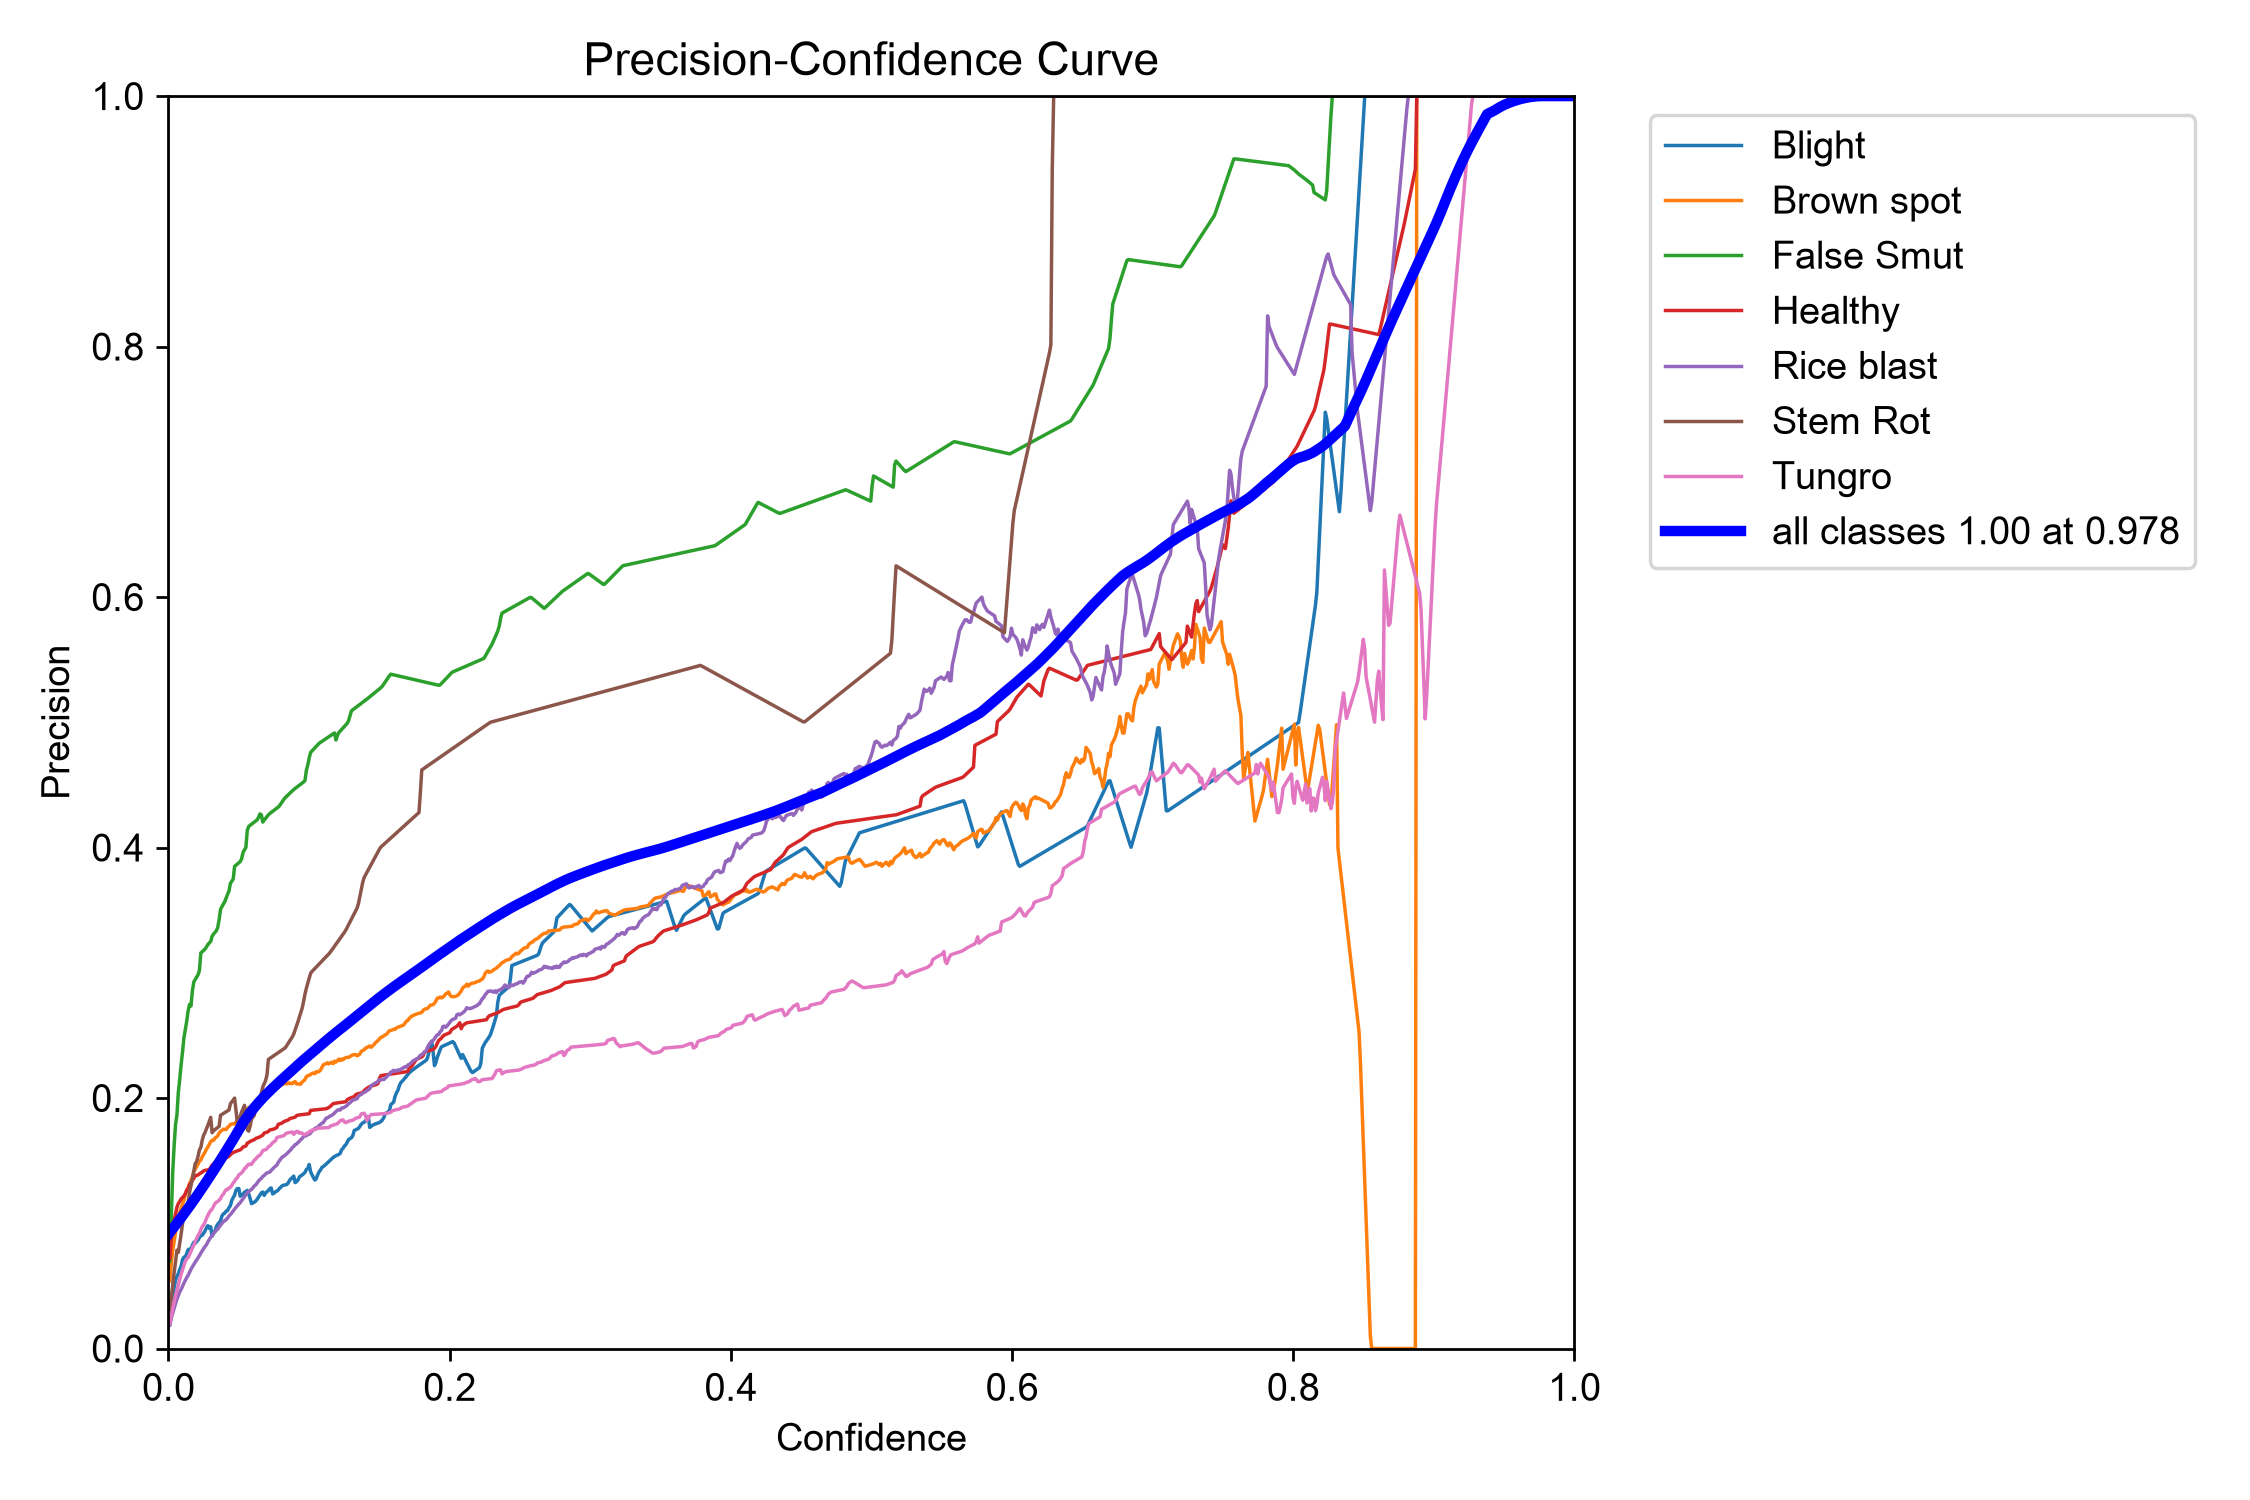 Precision-Confidence Curve
1.0
0.8
0.6
0.4
0.2
0.0
Precision
0.0 0.2 0.4 0.6 0.8 1.0
Confidence
Blight
Brown spot
False Smut
Healthy
Rice blast
Stem Rot
Tungro
all classes 1.00 at 0.978